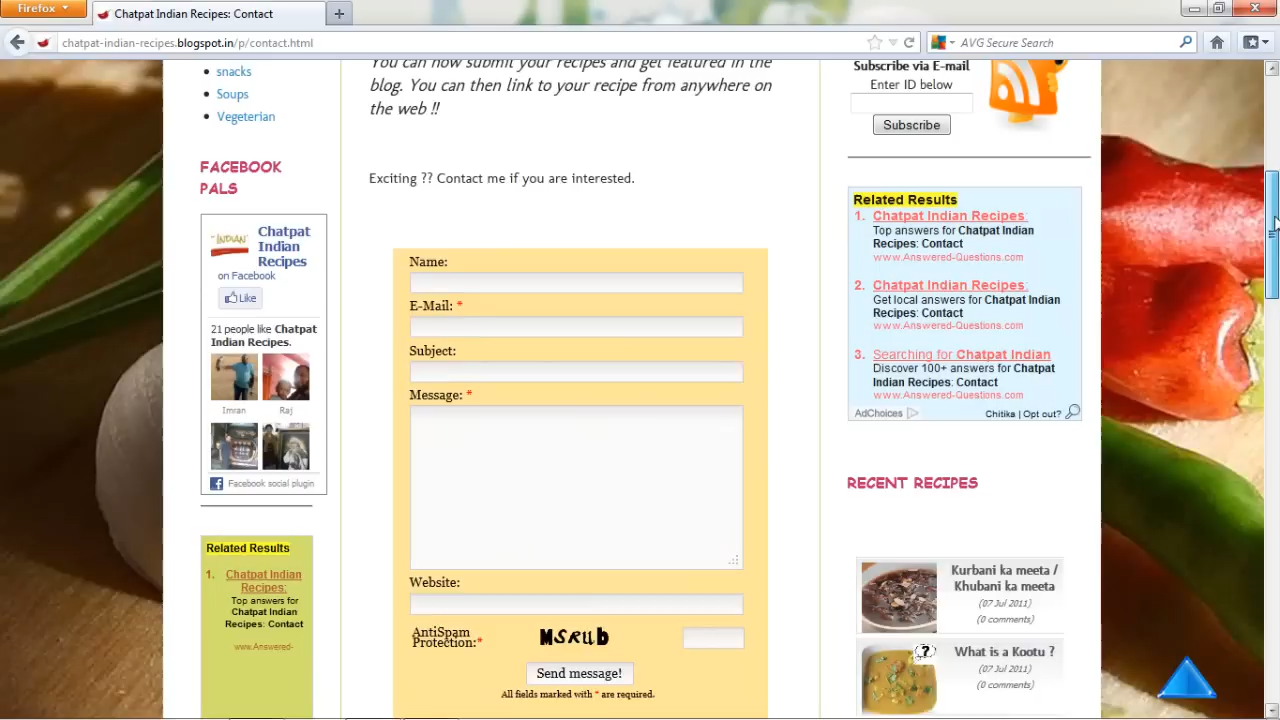 Firefox
Chatpat Indian Recipes: Contact
chatpat-indian-recipes.blogspot.in/p/contact.html
AVG Secure Search
snacks
Soups
Vegeterian
FACEBOOK
PALS
Chatpat
Indian
Recipes
on Facebook
Like
21 people like Chatpat
Indian Recipes.
Imran
Raj
Facebook social plugin
Related Results
1. Chatpat Indian
Recipes:
Top answers for
Chatpat Indian
Recipes: Contact
www.Answered-
You can now submit your recipes and get featured in the
blog. You can then link to your recipe from anywhere on
the web !!
Exciting ?? Contact me if you are interested.
Name:
E-Mail: *
Subject:
Message: *
Website:
AntiSpam
Protection:*
MSRub
Send message!
All fields marked with * are required.
Subscribe via E-mail
Enter ID below
Subscribe
Related Results
1. Chatpat Indian Recipes:
Top answers for Chatpat Indian
Recipes: Contact
www.Answered-Questions.com
2. Chatpat Indian Recipes:
Get local answers for Chatpat Indian
Recipes: Contact
www.Answered-Questions.com
3. Searching for Chatpat Indian
Discover 100+ answers for Chatpat
Indian Recipes: Contact
www.Answered-Questions.com
AdChoices
Chitika | Opt out?
RECENT RECIPES
Kurbani ka meeta /
Khubani ka meeta
(07 Jul 2011)
(0 comments)
What is a Kootu ?
(07 Jul 2011)
(0 comments)
?
INDIAN